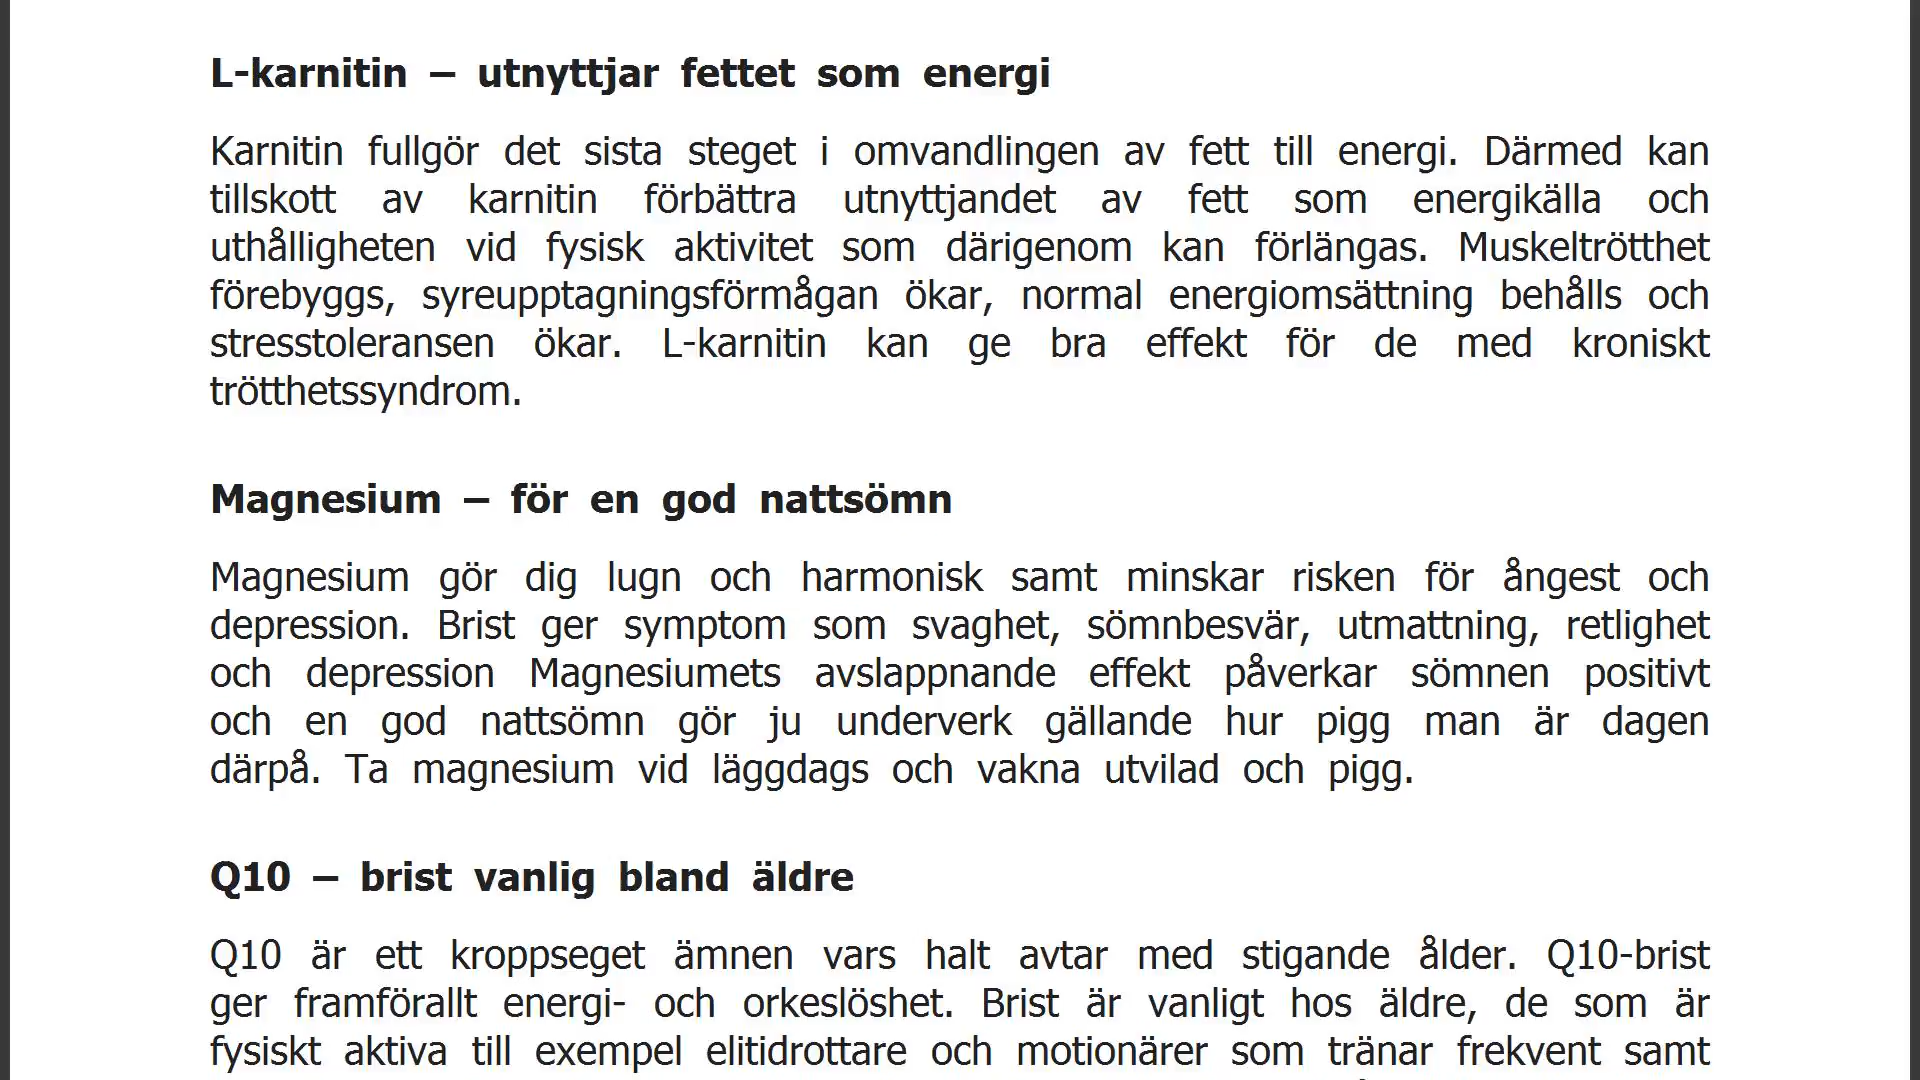 L-karnitin – utnyttjar fettet som energi
Karnitin fullgör det sista steget i omvandlingen av fett till energi. Därmed kan
tillskott av karnitin förbättra utnyttjandet av fett som energikälla och
uthålligheten vid fysisk aktivitet som därigenom kan förlängas. Muskeltrötthet
förebyggs, syreupptagningsförmågan ökar, normal energiomsättning behålls och
stresstoleransen ökar. L-karnitin kan ge bra effekt för de med kroniskt
trötthetssyndrom.
Magnesium – för en god nattsömn
Magnesium gör dig lugn och harmonisk samt minskar risken för ångest och
depression. Brist ger symptom som svaghet, sömnbesvär, utmattning, retlighet
och depression Magnesiumets avslappnande effekt påverkar sömnen positivt
och en god nattsömn gör ju underverk gällande hur pigg man är dagen
därpå. Ta magnesium vid läggdags och vakna utvilad och pigg.
Q10 – brist vanlig bland äldre
Q10 är ett kroppseget ämnen vars halt avtar med stigande ålder. Q10-brist
ger framförallt energi- och orkeslöshet. Brist är vanligt hos äldre, de som är
fysiskt aktiva till exempel elitidrottare och motionärer som tränar frekvent samt